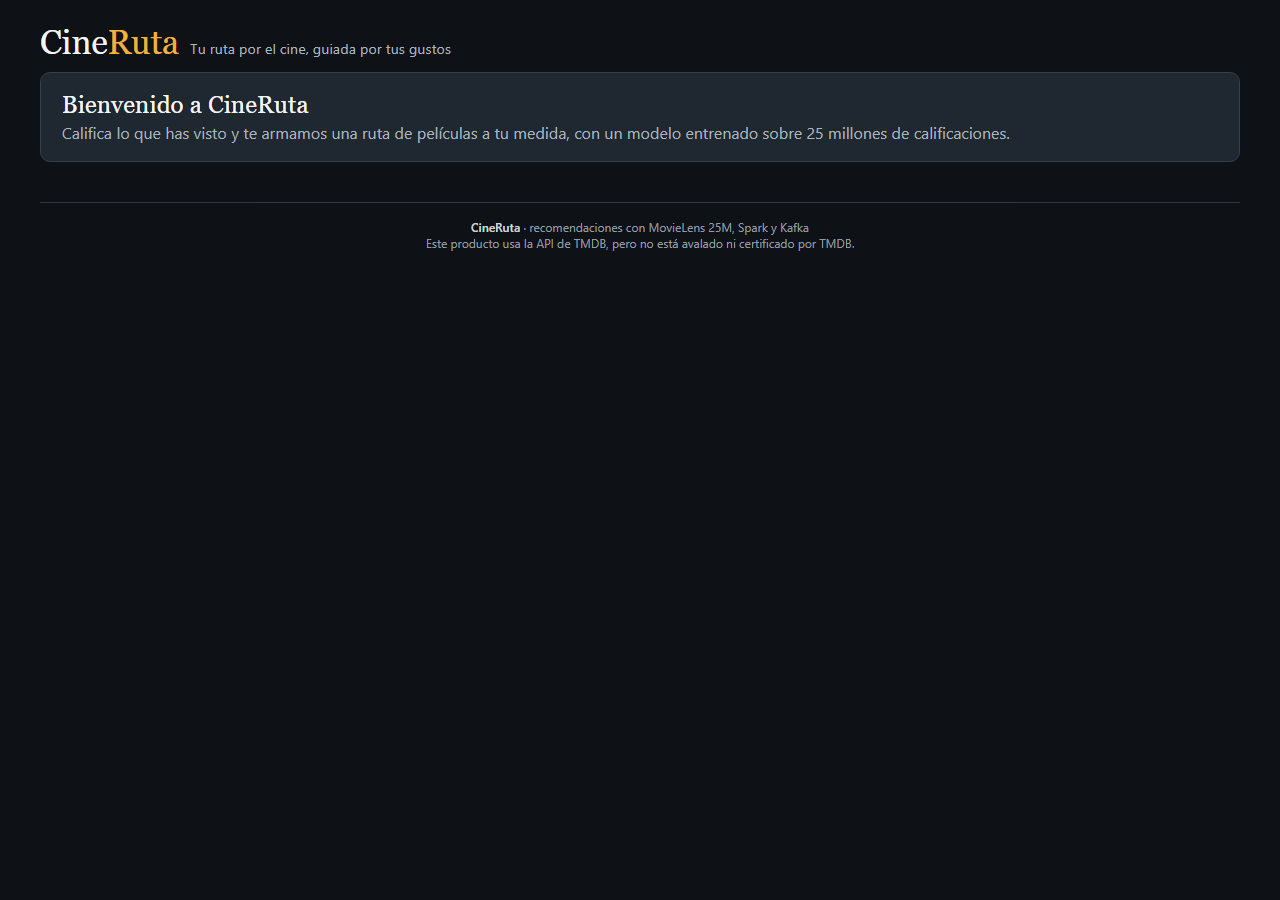 CineRuta Tu ruta por el cine, guiada por tus gustos
Bienvenido a CineRuta
Califica lo que has visto y te armamos una ruta de películas a tu medida, con un modelo entrenado sobre 25 millones de calificaciones.
CineRuta · recomendaciones con MovieLens 25M, Spark y Kafka
Este producto usa la API de TMDB, pero no está avalado ni certificado por TMDB.